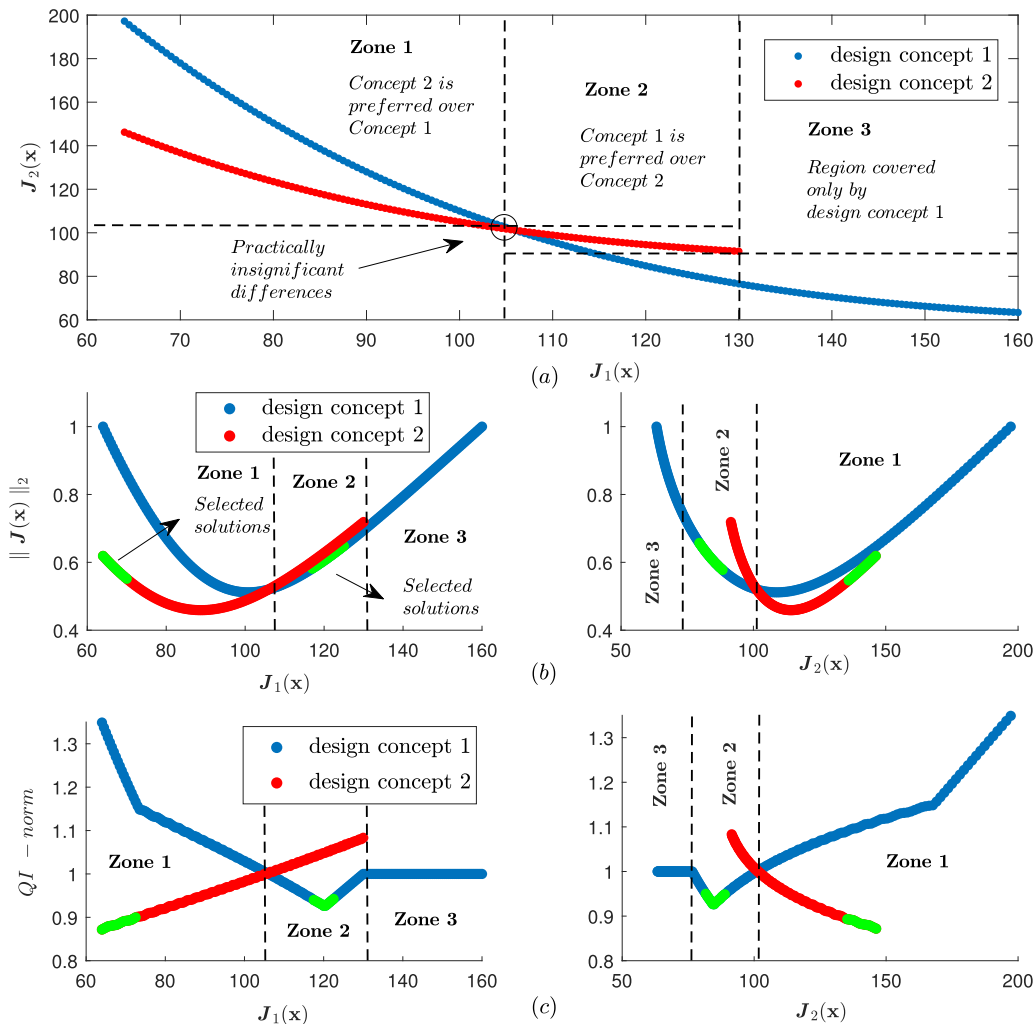 200
180
160
140
120
100
80
60
J₂(x)
60
70
80
90
100
110
120
130
140
150
160
J₁(x)
Zone 1
Concept 2 is
preferred over
Concept 1
Zone 2
Concept 1 is
preferred over
Concept 2
design concept 1
design concept 2
Zone 3
Region covered
only by
design concept 1
Practically
insignificant
differences
(a)
design concept 1
design concept 2
1
0.8
0.6
0.4
‖ J(x) ‖₂
Zone 1
Zone 2
Zone 3
Selected
solutions
Selected
solutions
60
80
100
120
140
160
J₁(x)
1
0.8
0.6
0.4
Zone 3
Zone 2
Zone 1
50
100
150
200
J₂(x)
(b)
design concept 1
design concept 2
1.3
1.2
1.1
1
0.9
0.8
QI − norm
Zone 1
Zone 2
Zone 3
60
80
100
120
140
160
J₁(x)
1.3
1.2
1.1
1
0.9
0.8
Zone 3
Zone 2
Zone 1
50
100
150
200
J₂(x)
(c)